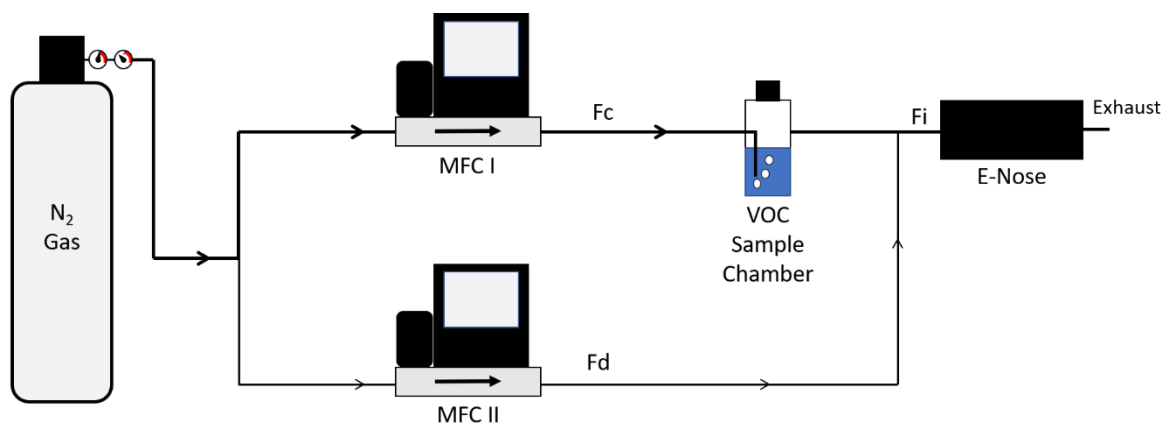 N₂
Gas
MFC I
Fc
VOC
Sample
Chamber
Fi
E-Nose
Exhaust
MFC II
Fd